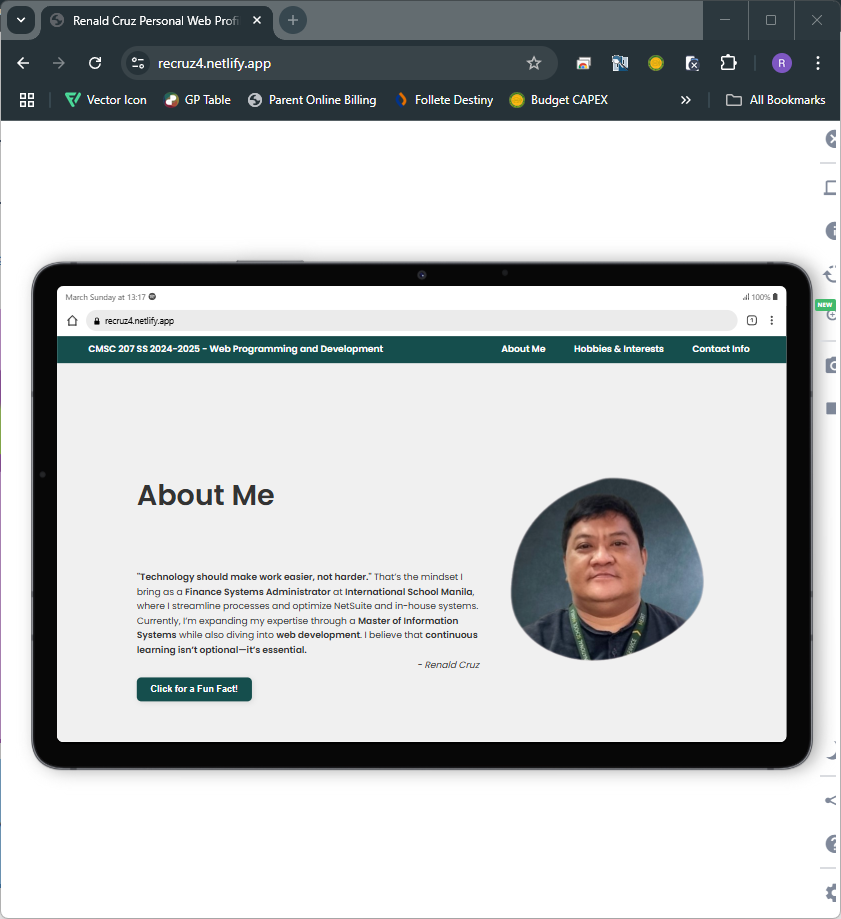 Renald Cruz Personal Web Profi
recruz4.netlify.app
R
Vector Icon
GP Table
Parent Online Billing
Follete Destiny
Budget CAPEX
All Bookmarks
NEW
March Sunday at 13:17
100%
recruz4.netlify.app
1
CMSC 207 SS 2024-2025 - Web Programming and Development
About Me
Hobbies & Interests
Contact Info
About Me
"Technology should make work easier, not harder." That's the mindset I
bring as a Finance Systems Administrator at International School Manila,
where I streamline processes and optimize NetSuite and in-house systems.
Currently, I'm expanding my expertise through a Master of Information
Systems while also diving into web development. I believe that continuous
learning isn't optional—it's essential.
- Renald Cruz
Click for a Fun Fact!